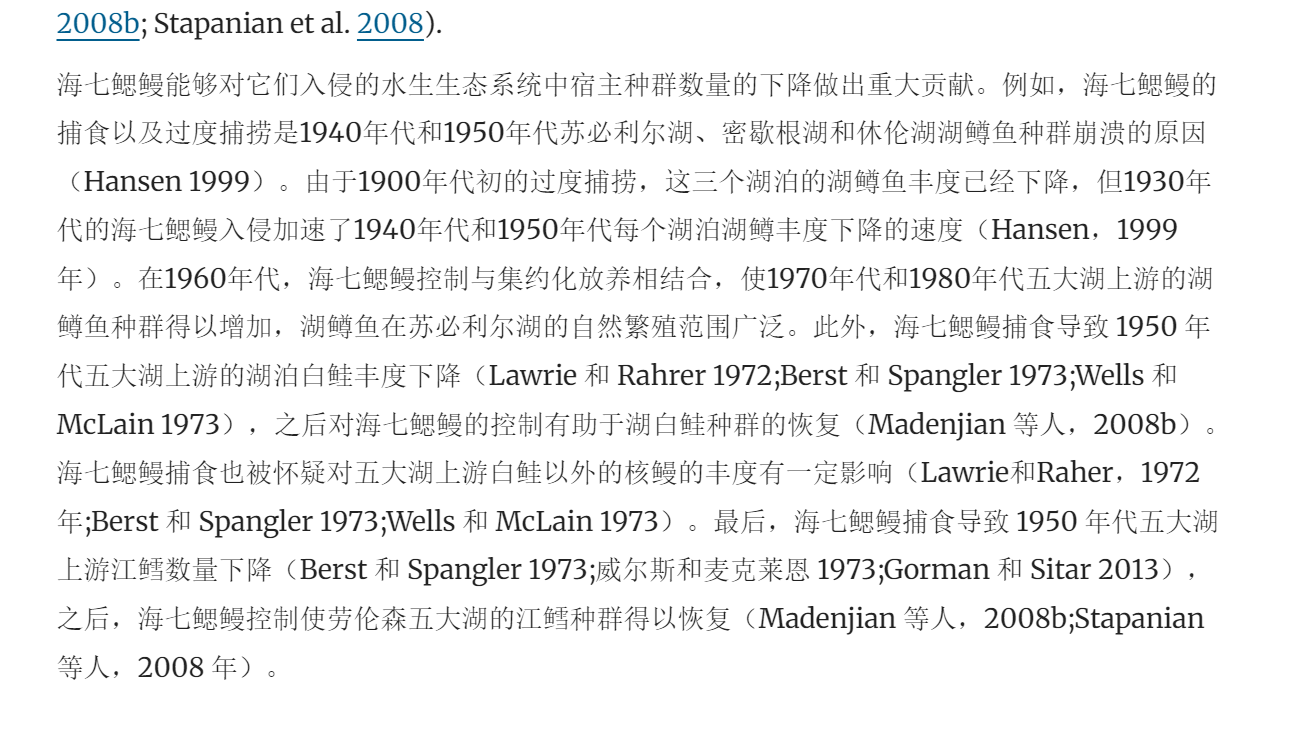 2008b; Stapanian et al. 2008).
海七鳃鳗能够对它们入侵的水生生态系统中宿主种群数量的下降做出重大贡献。例如，海七鳃鳗的
捕食以及过度捕捞是1940年代和1950年代苏必利尔湖、密歇根湖和休伦湖湖鳟鱼种群崩溃的原因
（Hansen 1999）。由于1900年代初的过度捕捞，这三个湖泊的湖鳟鱼丰度已经下降，但1930年
代的海七鳃鳗入侵加速了1940年代和1950年代每个湖泊湖鳟丰度下降的速度（Hansen，1999
年）。在1960年代，海七鳃鳗控制与集约化放养相结合，使1970年代和1980年代五大湖上游的湖
鳟鱼种群得以增加，湖鳟鱼在苏必利尔湖的自然繁殖范围广泛。此外，海七鳃鳗捕食导致 1950 年
代五大湖上游的湖泊白鲑丰度下降（Lawrie 和 Rahrer 1972;Berst 和 Spangler 1973;Wells 和
McLain 1973），之后对海七鳃鳗的控制有助于湖白鲑种群的恢复（Madenjian 等人，2008b）。
海七鳃鳗捕食也被怀疑对五大湖上游白鲑以外的核鳗的丰度有一定影响（Lawrie和Raher，1972
年;Berst 和 Spangler 1973;Wells 和 McLain 1973）。最后，海七鳃鳗捕食导致 1950 年代五大湖
上游江鳕数量下降（Berst 和 Spangler 1973;威尔斯和麦克莱恩 1973;Gorman 和 Sitar 2013），
之后，海七鳃鳗控制使劳伦森五大湖的江鳕种群得以恢复（Madenjian 等人，2008b;Stapanian
等人，2008 年）。